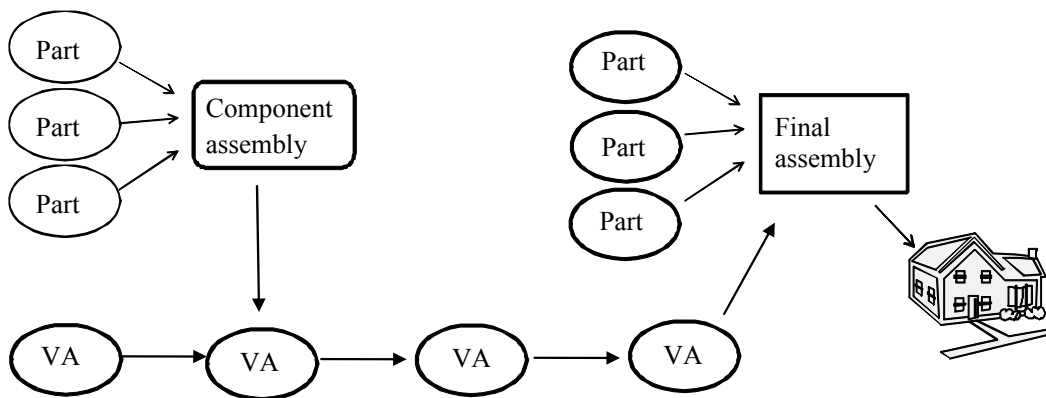 Part
Part
Part
Component
assembly
Part
Part
Part
Final
assembly
VA
VA
VA
VA